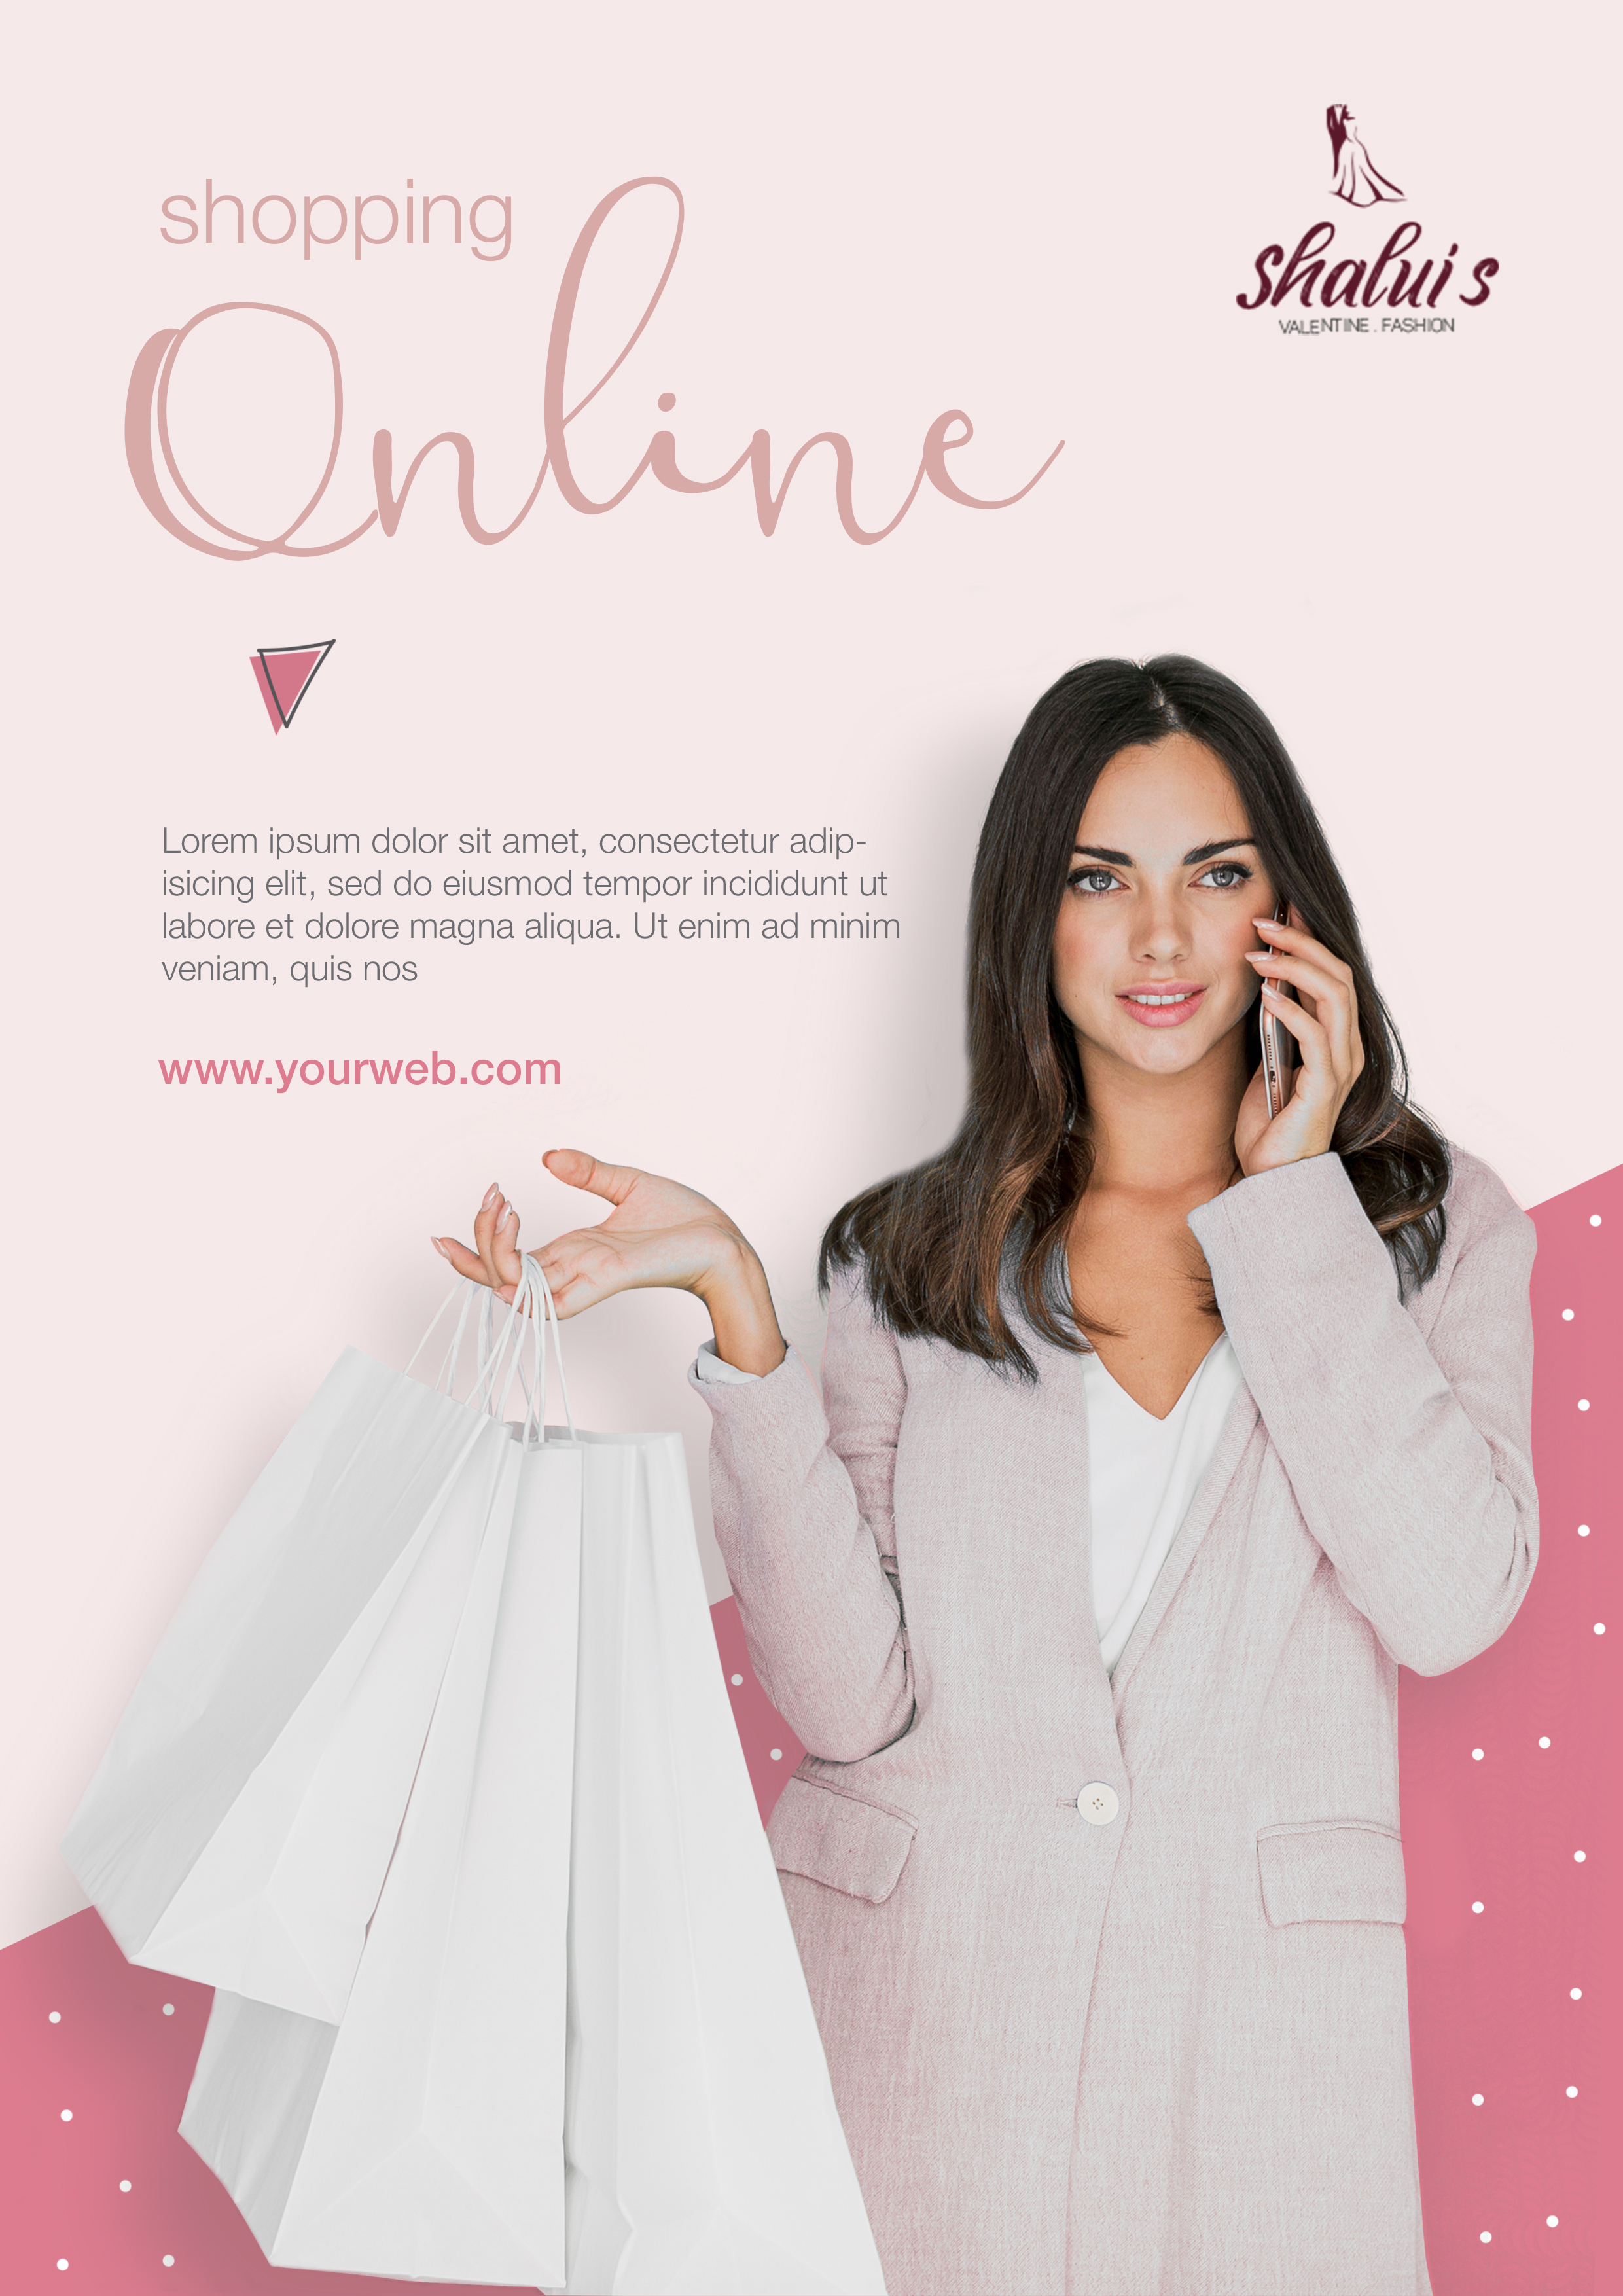 shopping
Online
shalui's
VALENTINE . FASHION
Lorem ipsum dolor sit amet, consectetur adip-
isicing elit, sed do eiusmod tempor incididunt ut
labore et dolore magna aliqua. Ut enim ad minim
veniam, quis nos
www.yourweb.com